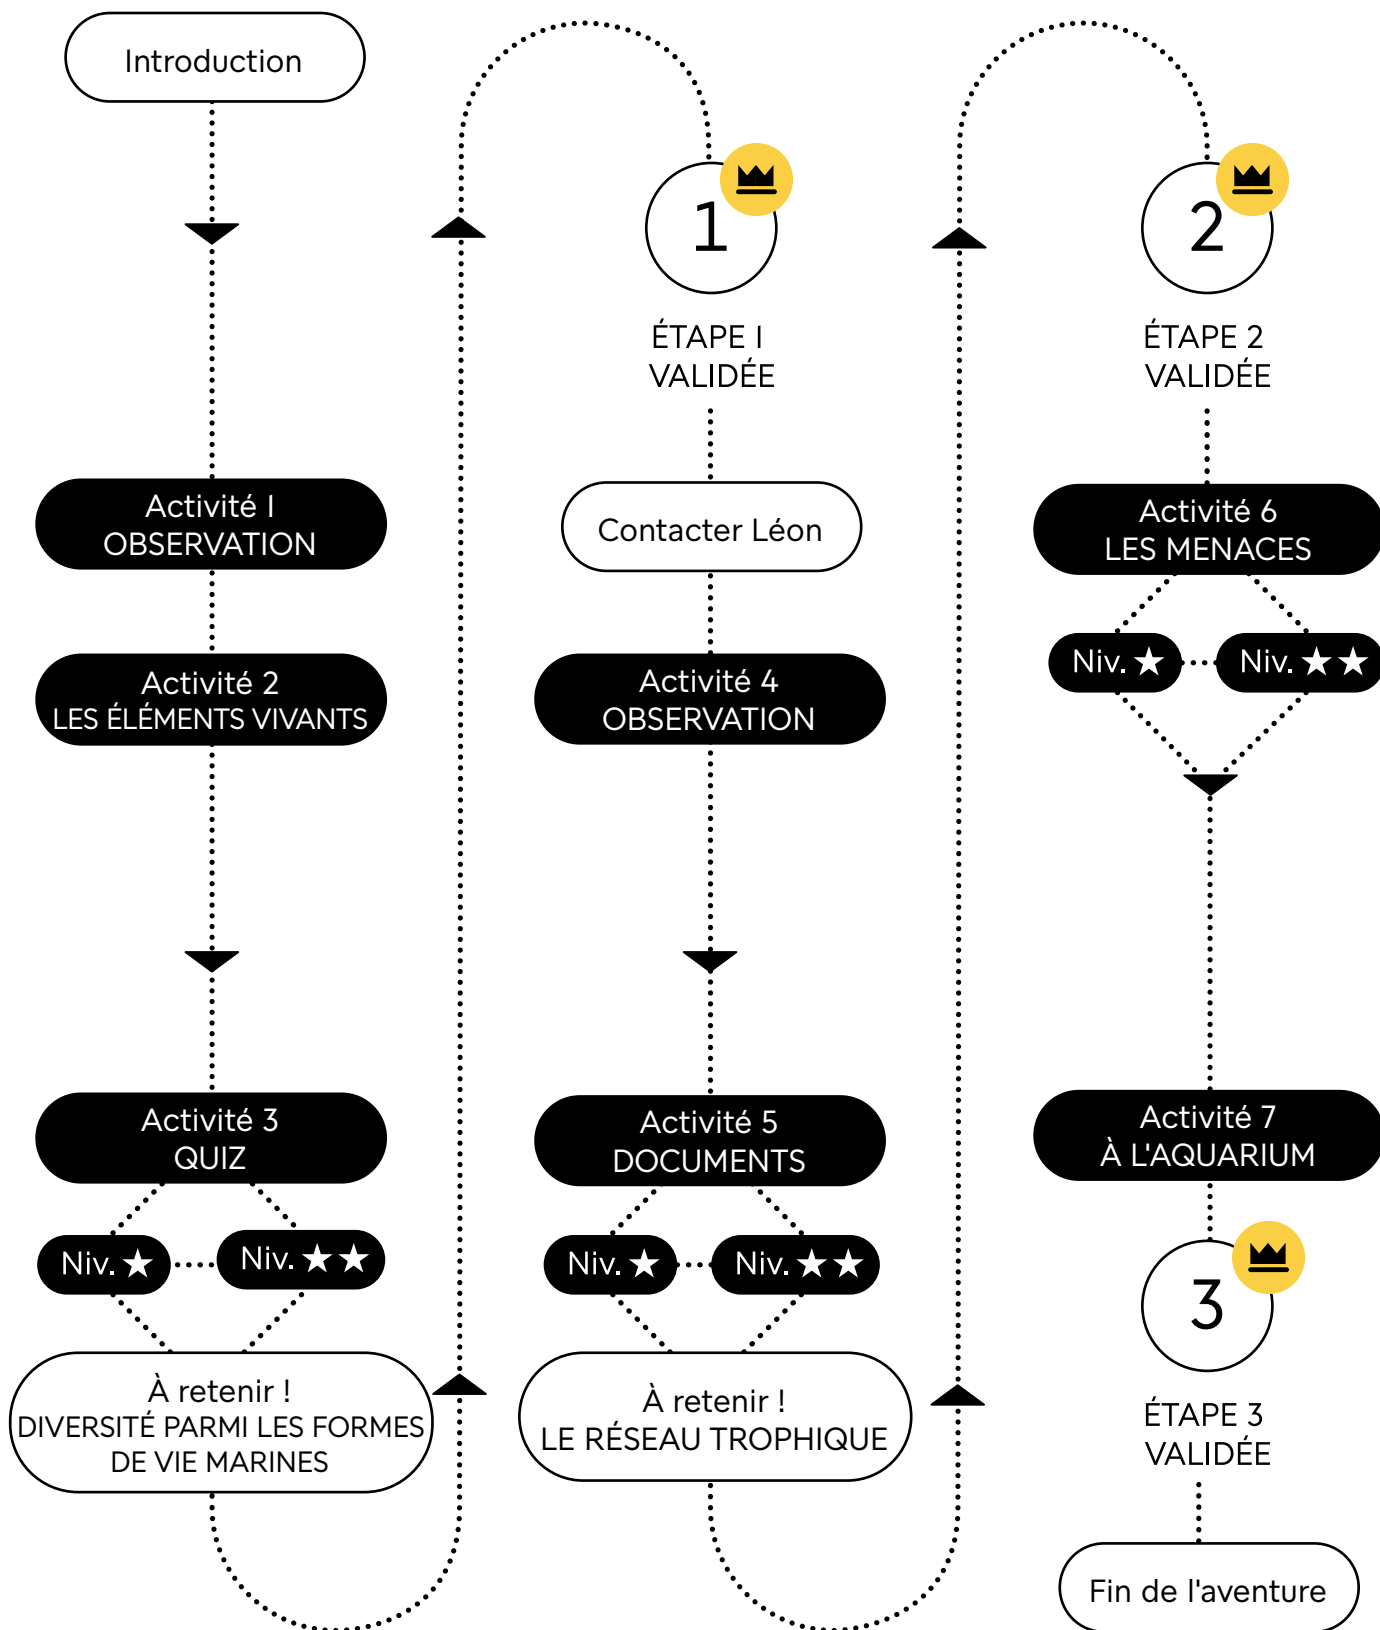 Introduction
Activité 1
OBSERVATION
Activité 2
LES ÉLÉMENTS VIVANTS
Activité 3
QUIZ
Niv. ★
Niv. ★★
À retenir !
DIVERSITÉ PARMI LES FORMES
DE VIE MARINES
1
ÉTAPE 1
VALIDÉE
Contacter Léon
Activité 4
OBSERVATION
Activité 5
DOCUMENTS
Niv. ★
Niv. ★★
À retenir !
LE RÉSEAU TROPHIQUE
2
ÉTAPE 2
VALIDÉE
Activité 6
LES MENACES
Niv. ★
Niv. ★★
Activité 7
À L'AQUARIUM
3
ÉTAPE 3
VALIDÉE
Fin de l'aventure